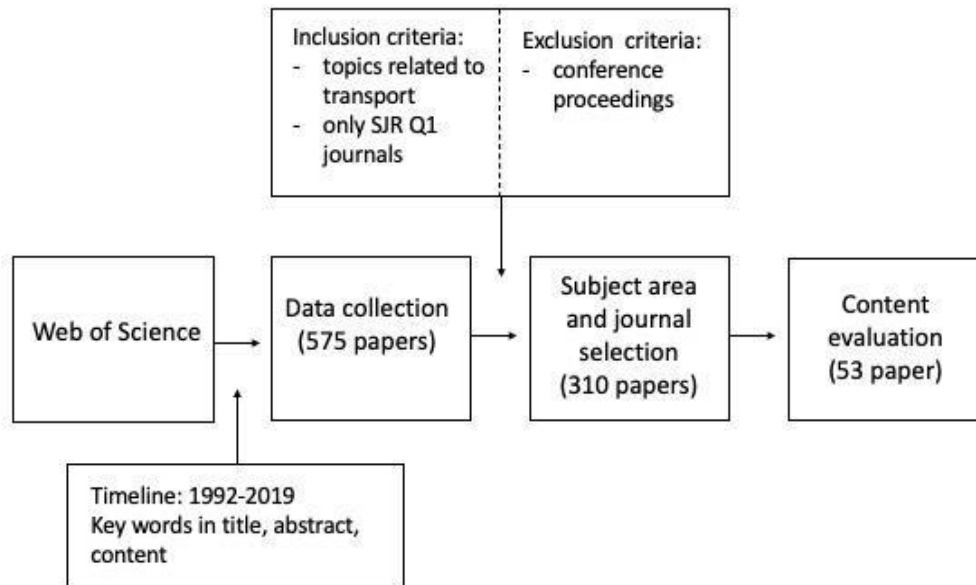 Inclusion criteria:
- topics related to
transport
- only SJR Q1
journals
Exclusion criteria:
- conference
proceedings
Web of Science
Data collection
(575 papers)
Subject area
and journal
selection
(310 papers)
Content
evaluation
(53 paper)
Timeline: 1992-2019
Key words in title, abstract,
content